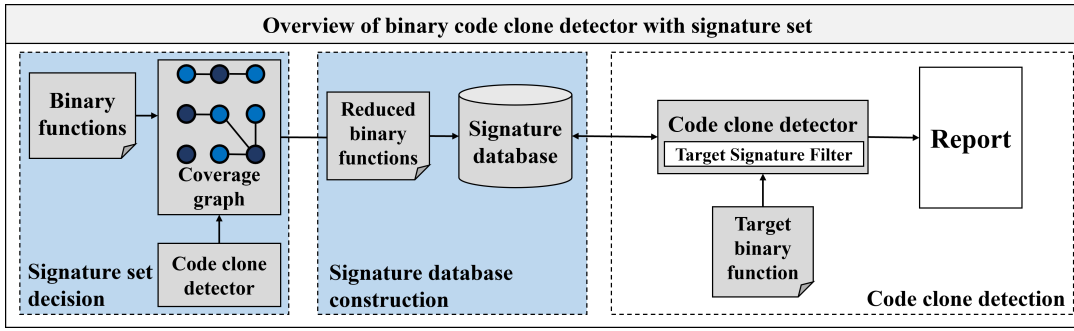 Overview of binary code clone detector with signature set
Binary
functions
Coverage
graph
Code clone
detector
Signature set
decision
Reduced
binary
functions
Signature
database
Signature database
construction
Code clone detector
Target Signature Filter
Report
Target
binary
function
Code clone detection